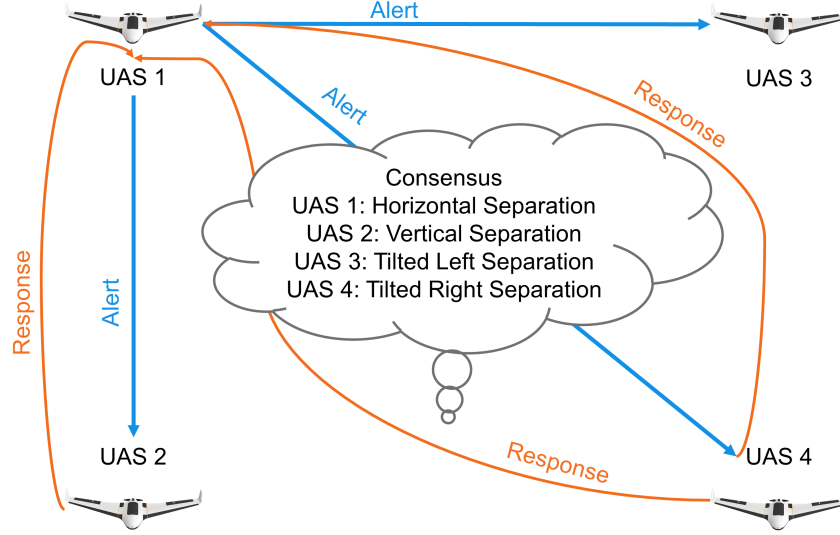 Alert
UAS 1
UAS 3
Alert
Response
Consensus
UAS 1: Horizontal Separation
UAS 2: Vertical Separation
UAS 3: Tilted Left Separation
UAS 4: Tilted Right Separation
Response
Alert
UAS 2
Response
UAS 4